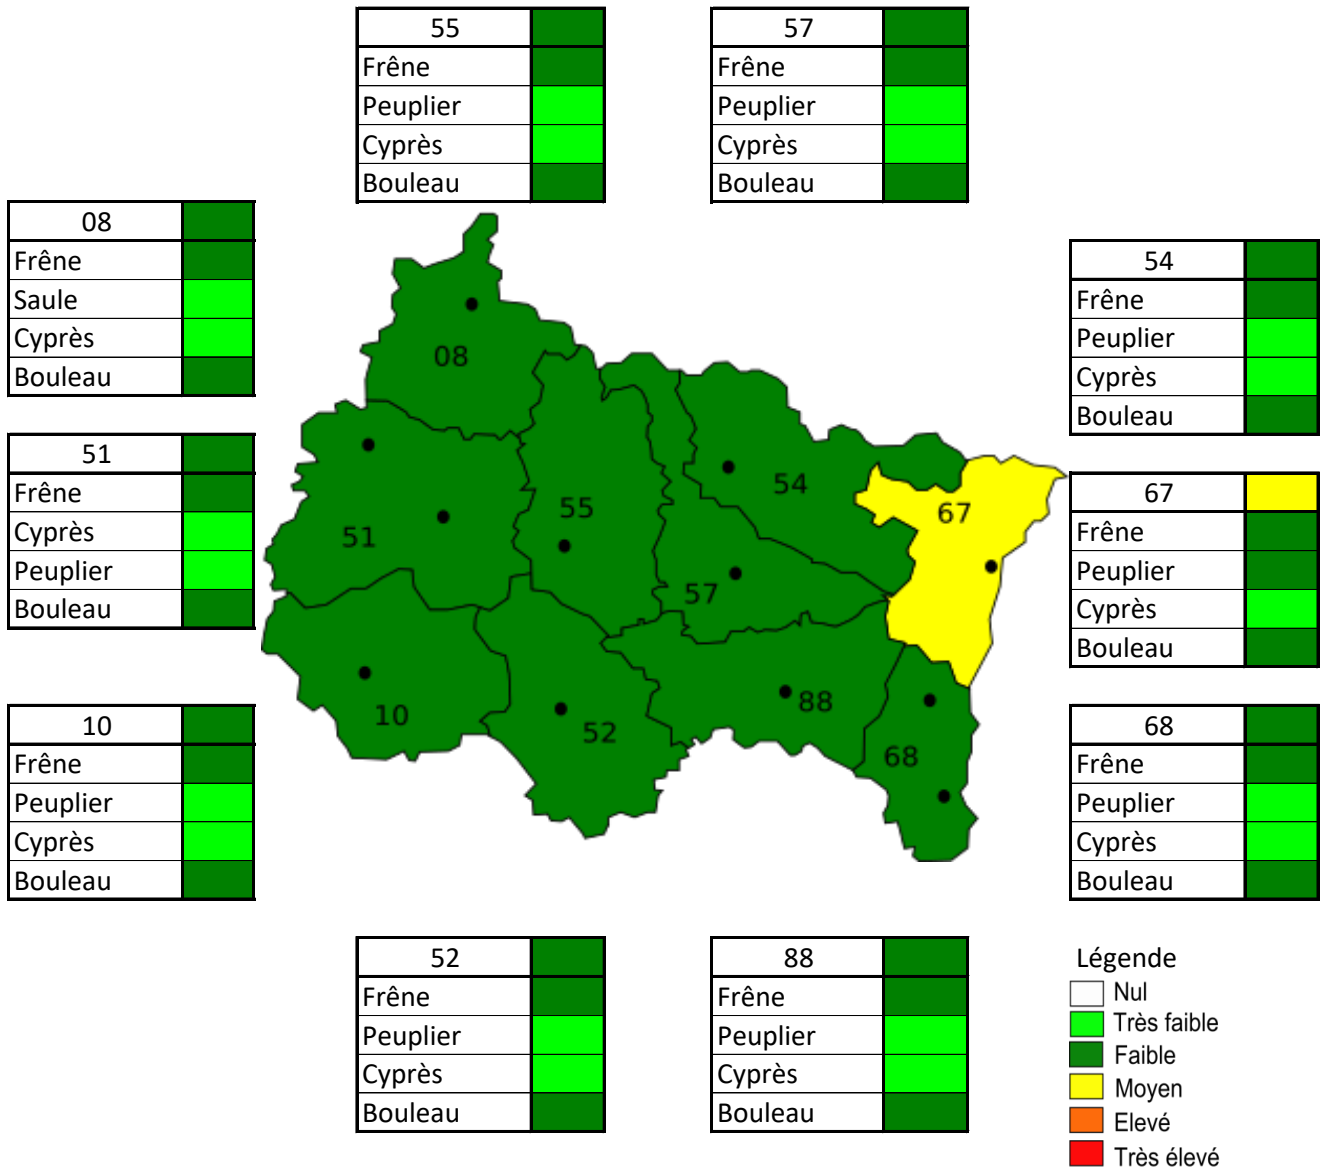 55
Frêne
Peuplier
Cyprès
Bouleau
57
Frêne
Peuplier
Cyprès
Bouleau
08
Frêne
Saule
Cyprès
Bouleau
54
Frêne
Peuplier
Cyprès
Bouleau
51
Frêne
Cyprès
Peuplier
Bouleau
67
Frêne
Peuplier
Cyprès
Bouleau
10
Frêne
Peuplier
Cyprès
Bouleau
68
Frêne
Peuplier
Cyprès
Bouleau
08
54
55
67
51
57
88
10
52
68
52
Frêne
Peuplier
Cyprès
Bouleau
88
Frêne
Peuplier
Cyprès
Bouleau
Légende
Nul
Très faible
Faible
Moyen
Elevé
Très élevé